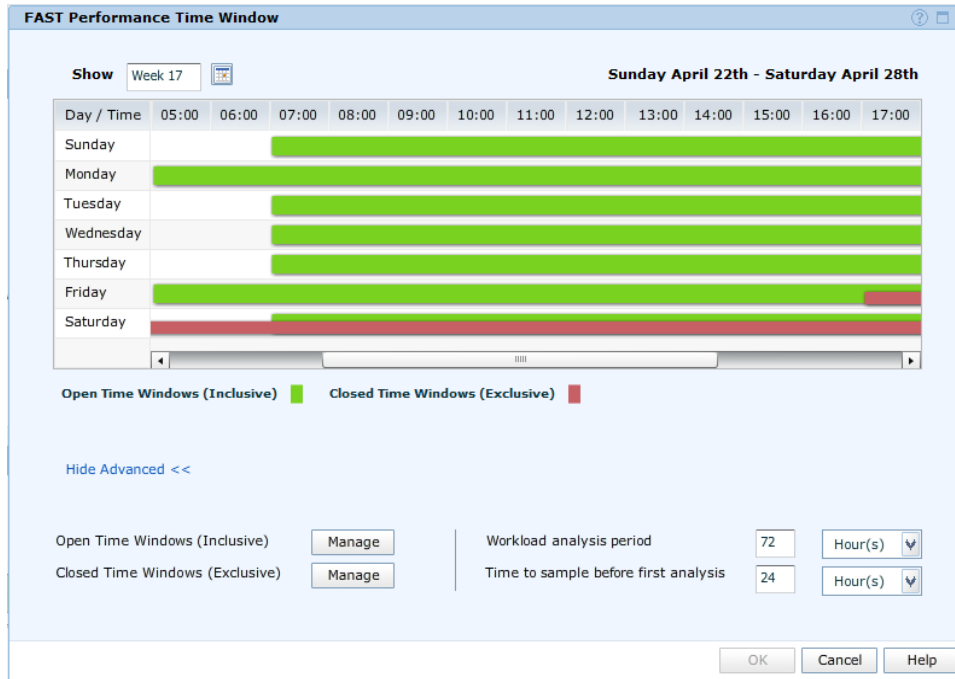 FAST Performance Time Window
Show Week 17 Sunday April 22th - Saturday April 28th
Day / Time 05:00 06:00 07:00 08:00 09:00 10:00 11:00 12:00 13:00 14:00 15:00 16:00 17:00
Sunday
Monday
Tuesday
Wednesday
Thursday
Friday
Saturday
Open Time Windows (Inclusive) Closed Time Windows (Exclusive)
Hide Advanced <<
Open Time Windows (Inclusive) Manage Workload analysis period 72 Hour(s)
Closed Time Windows (Exclusive) Manage Time to sample before first analysis 24 Hour(s)
OK Cancel Help